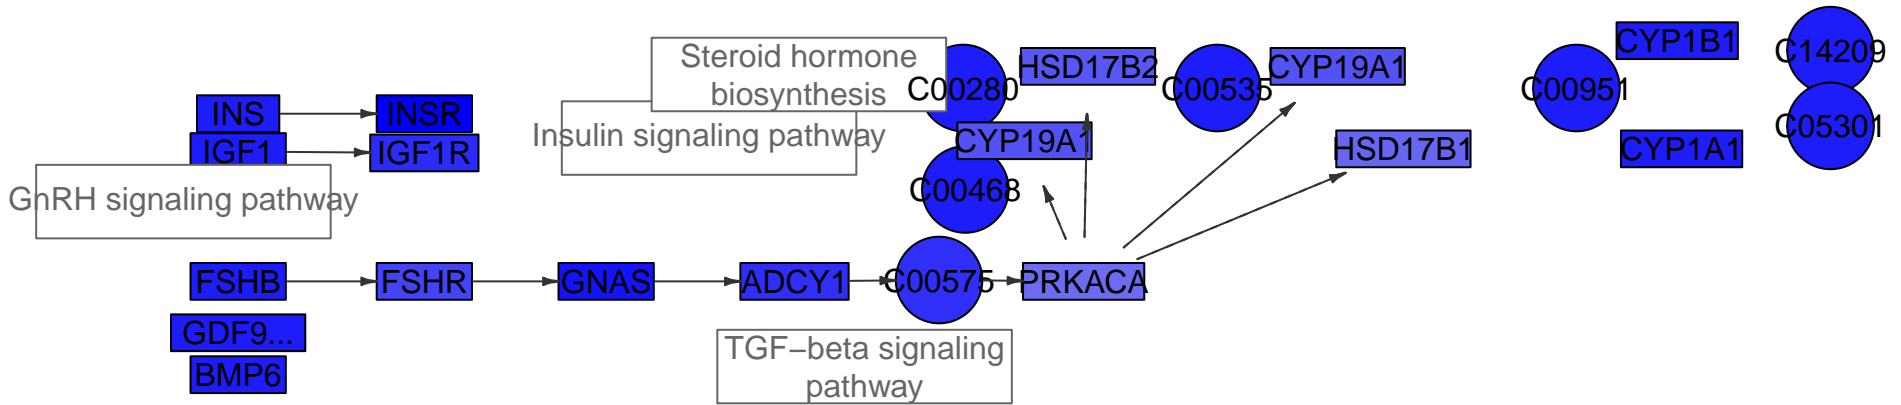 Steroid hormone
biosynthesis
C00280
HSD17B2
C00535
CYP19A1
C00951
CYP1B1
C14209
INS
INSR
Insulin signaling pathway
CYP19A1
HSD17B1
CYP1A1
C05301
IGF1
IGF1R
GnRH signaling pathway
C00468
FSHB
FSHR
GNAS
ADCY1
C00575
PRKACA
GDF9...
TGF−beta signaling
pathway
BMP6